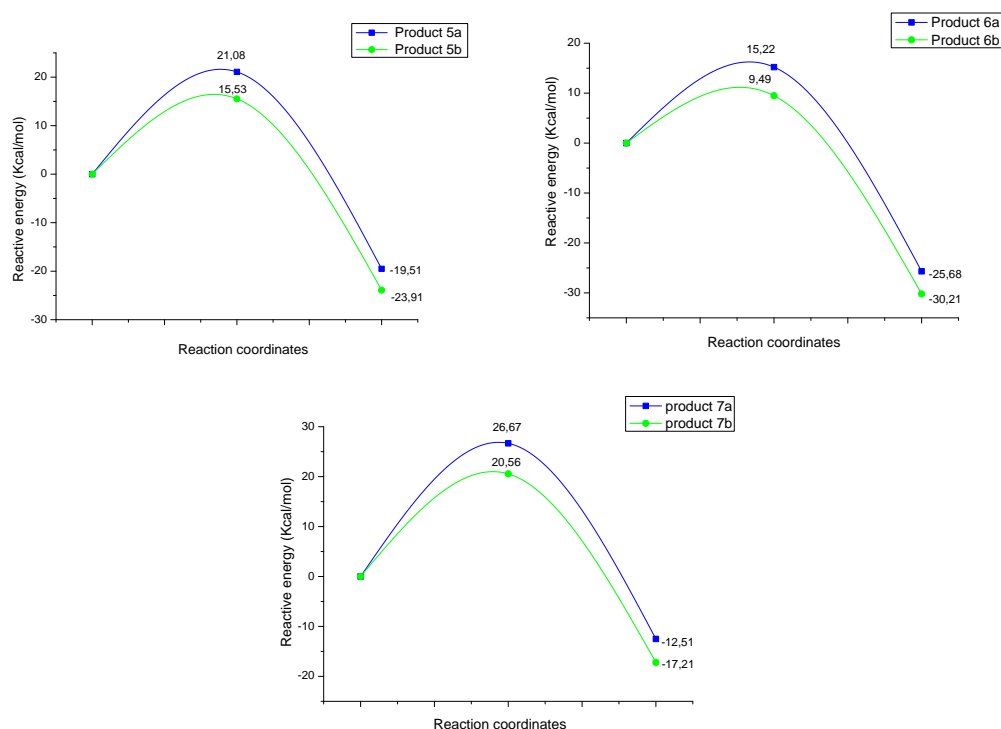 Product 5a
Product 5b
21,08
15,53
-19,51
-23,91
20
10
0
-10
-20
-30
Reactive energy (Kcal/mol)
Reaction coordinates
Product 6a
Product 6b
15,22
9,49
-25,68
-30,21
20
10
0
-10
-20
-30
Reactive energy (Kcal/mol)
Reaction coordinates
product 7a
product 7b
26,67
20,56
-12,51
-17,21
30
20
10
0
-10
-20
Reactive energy (Kcal/mol)
Reaction coordinates